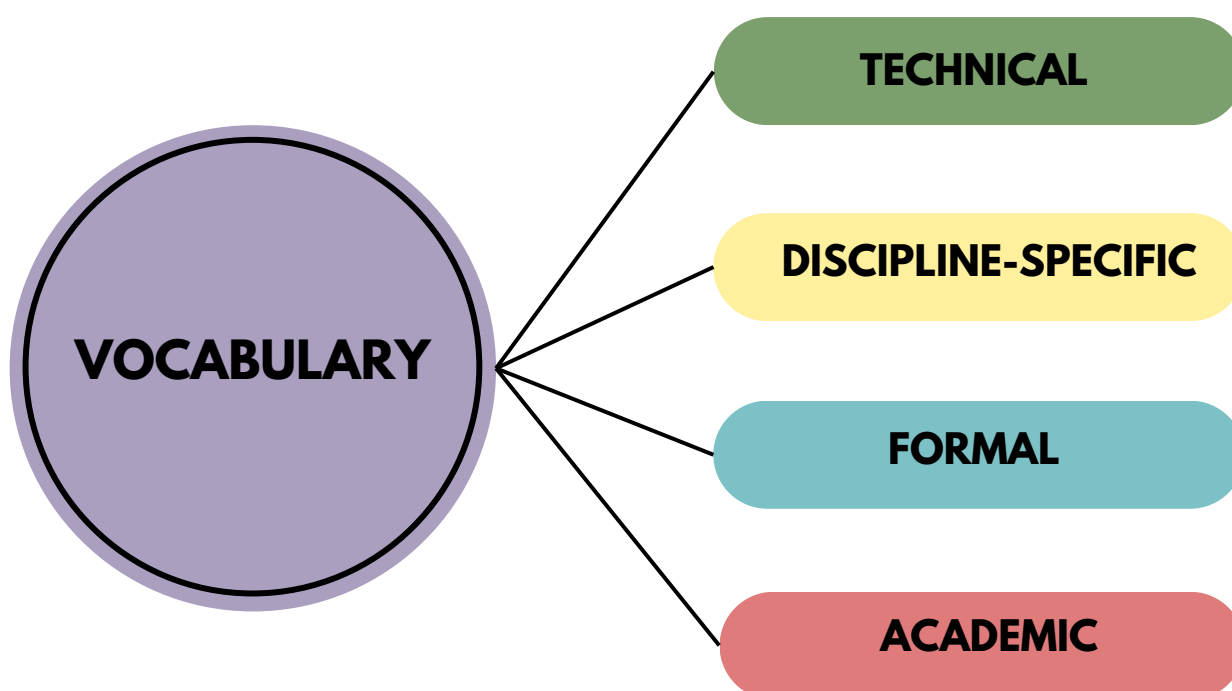 TECHNICAL
DISCIPLINE-SPECIFIC
VOCABULARY
FORMAL
ACADEMIC